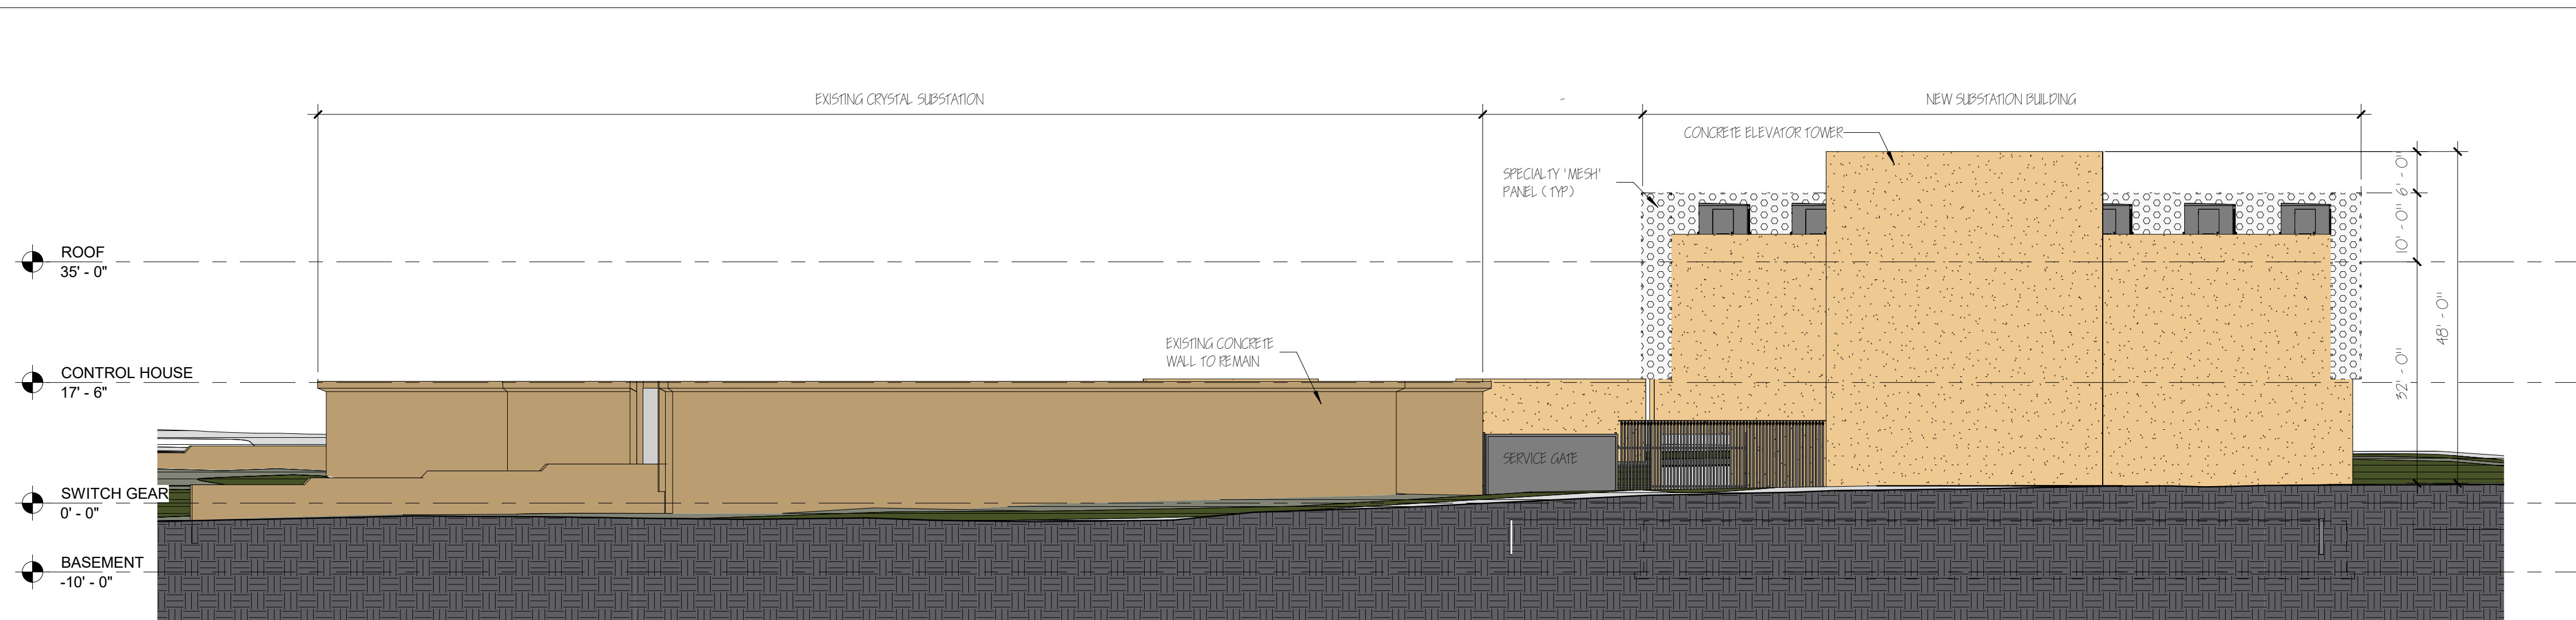 EXISTING CRYSTAL SUBSTATION
-
NEW SUBSTATION BUILDING
CONCRETE ELEVATOR TOWER
SPECIALTY 'MESH'
PANEL (TYP)
6' - 0"
10' - 0"
ROOF
35' - 0"
48' - 0"
32' - 0"
EXISTING CONCRETE
WALL TO REMAIN
CONTROL HOUSE
17' - 6"
SERVICE GATE
SWITCH GEAR
0' - 0"
BASEMENT
-10' - 0"